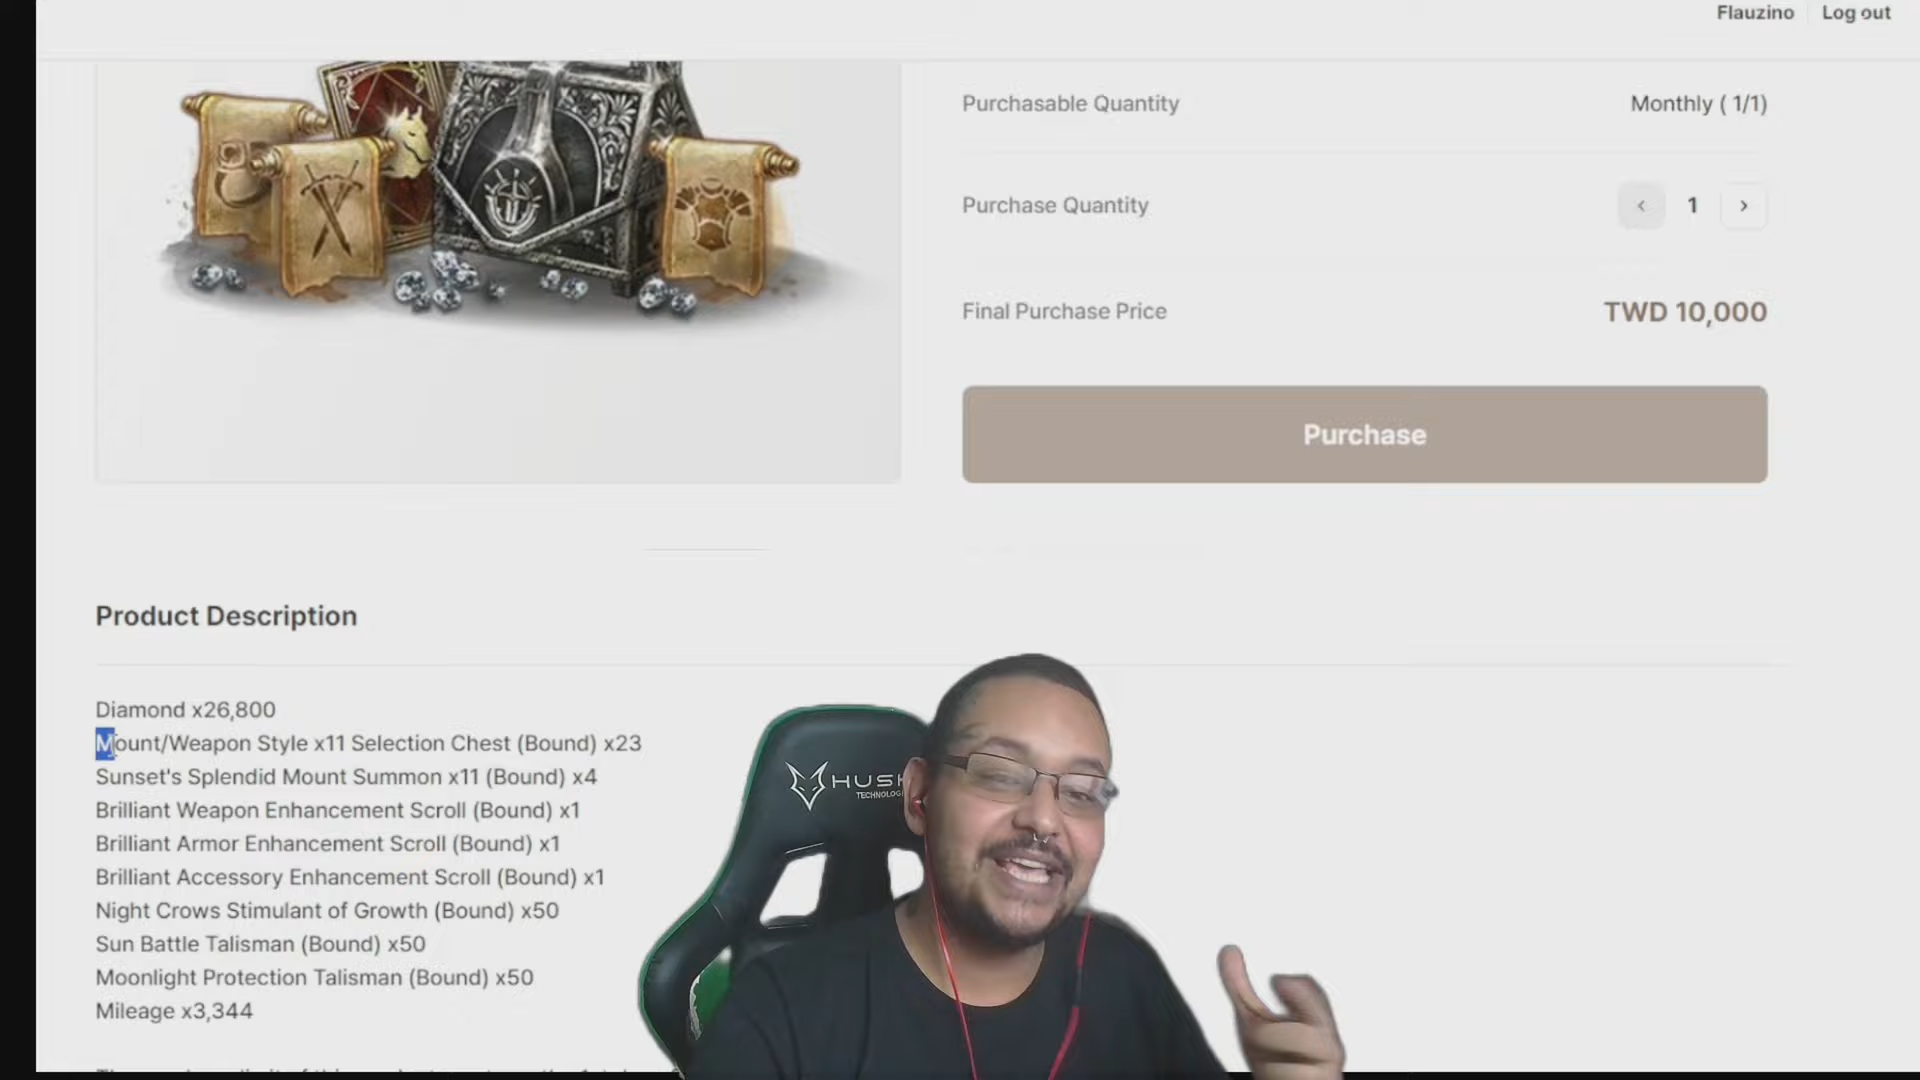 Flauzino
Log out
Purchasable Quantity
Monthly ( 1/1)
Purchase Quantity
1
Final Purchase Price
TWD 10,000
Purchase
Product Description
Diamond x26,800
Mount/Weapon Style x11 Selection Chest (Bound) x23
Sunset's Splendid Mount Summon x11 (Bound) x4
Brilliant Weapon Enhancement Scroll (Bound) x1
Brilliant Armor Enhancement Scroll (Bound) x1
Brilliant Accessory Enhancement Scroll (Bound) x1
Night Crows Stimulant of Growth (Bound) x50
Sun Battle Talisman (Bound) x50
Moonlight Protection Talisman (Bound) x50
Mileage x3,344